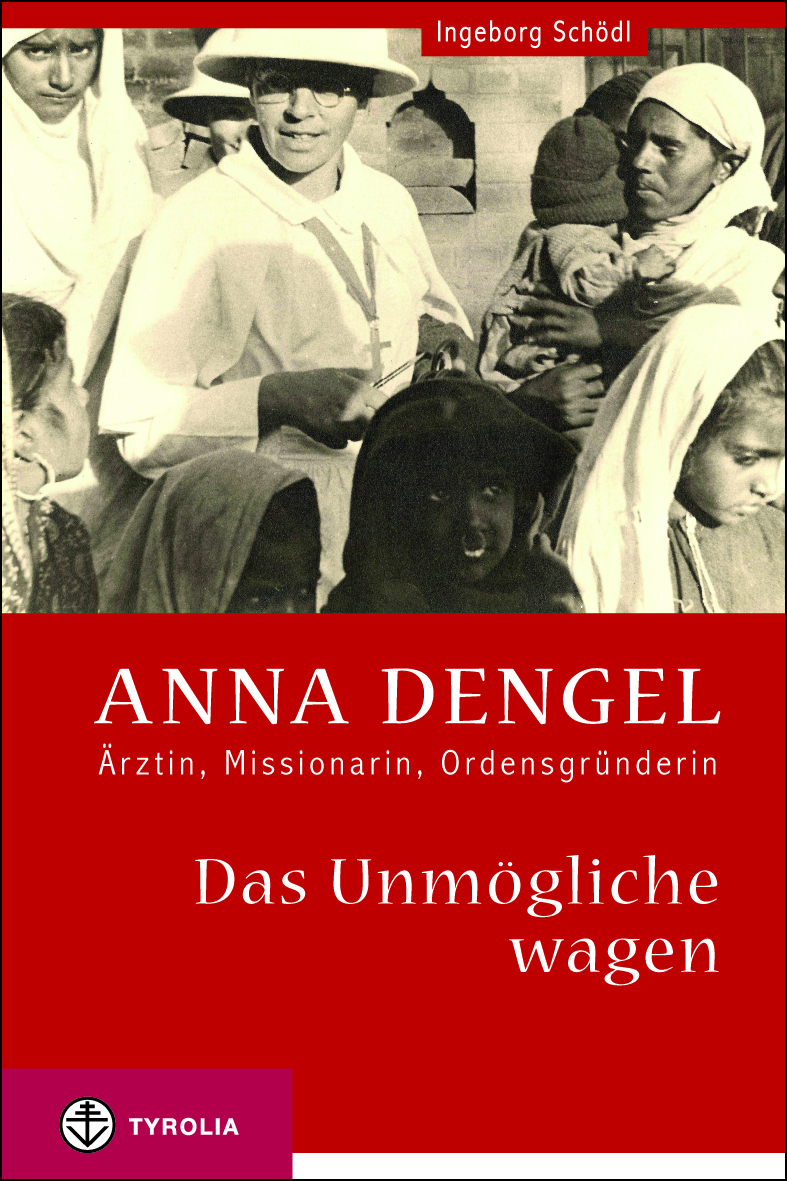 Ingeborg Schödl
ANNA DENGEL
Ärztin, Missionarin, Ordensgründerin
Das Unmögliche
wagen
TYROLIA